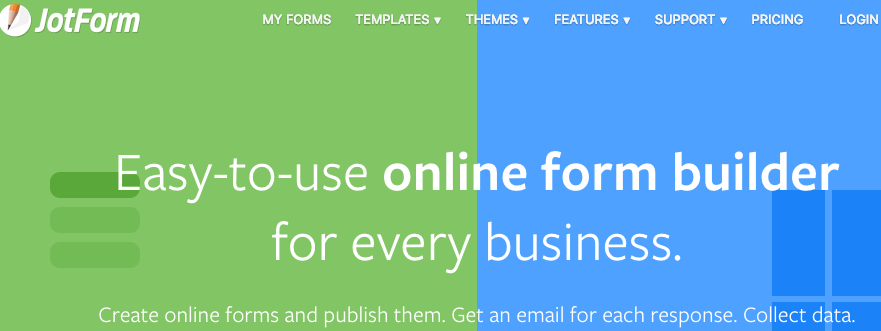 JotForm MY FORMS TEMPLATES ▾ THEMES ▾ FEATURES ▾ SUPPORT ▾ PRICING LOGIN
Easy-to-use online form builder
for every business.
Create online forms and publish them. Get an email for each response. Collect data.